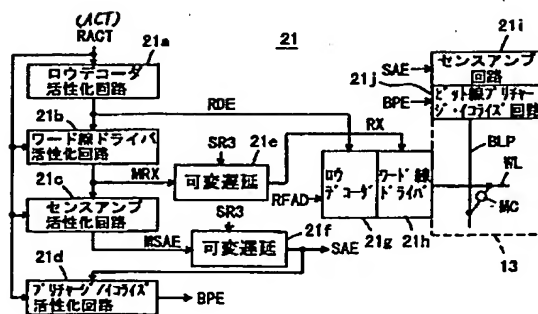 (ACT)
RACT
21
21a
ロウデコーダ
活性化回路
21b
RDE
ワード線ドライバ
活性化回路
SR3
21e
RX
21c
MRX
可変遅延
センスアンプ
活性化回路
SR3
21f
MSAE
可変遅延
SAE
21d
プリチャージ/イコライズ
活性化回路
BPE
RFAD
ロウ
デコーダ
ワード線
ドライバ
21g
21h
21i
SAE
センスアンプ
回路
21j
BPE
ビット線プリチャー
ジ・イコライズ回路
BLP
WL
MC
13